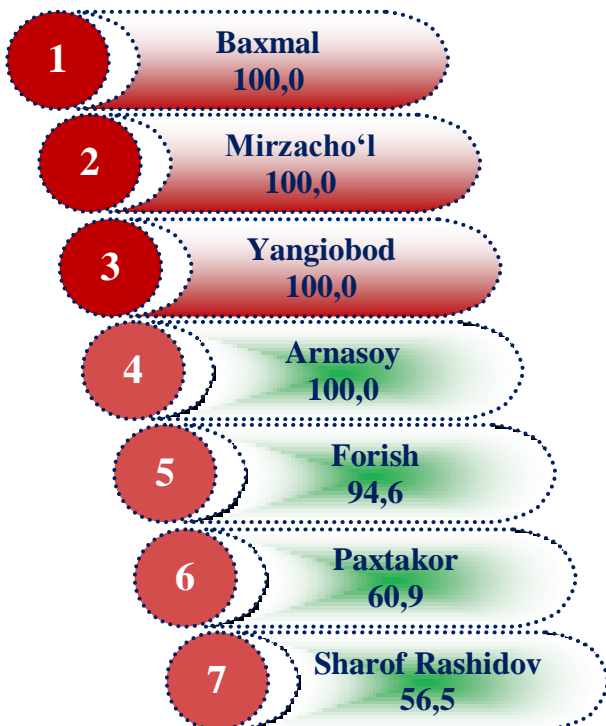 1
Baxmal
100,0
2
Mirzacho‘l
100,0
3
Yangiobod
100,0
4
Arnasoy
100,0
5
Forish
94,6
6
Paxtakor
60,9
7
Sharof Rashidov
56,5